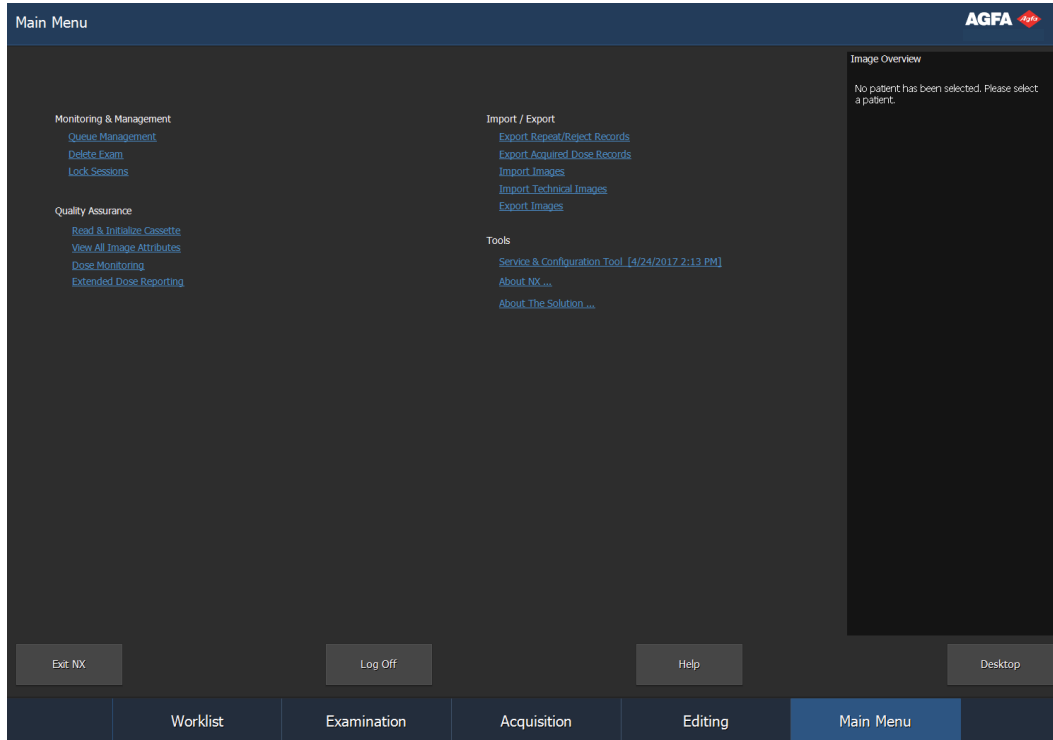 Main Menu
AGFA
Agfa
Image Overview
No patient has been selected. Please select
a patient.
Monitoring & Management
Queue Management
Delete Exam
Lock Sessions
Quality Assurance
Read & Initialize Cassette
View All Image Attributes
Dose Monitoring
Extended Dose Reporting
Import / Export
Export Repeat/Reject Records
Export Acquired Dose Records
Import Images
Import Technical Images
Export Images
Tools
Service & Configuration Tool [4/24/2017 2:13 PM]
About NX ...
About The Solution ...
Exit NX
Log Off
Help
Desktop
Worklist
Examination
Acquisition
Editing
Main Menu